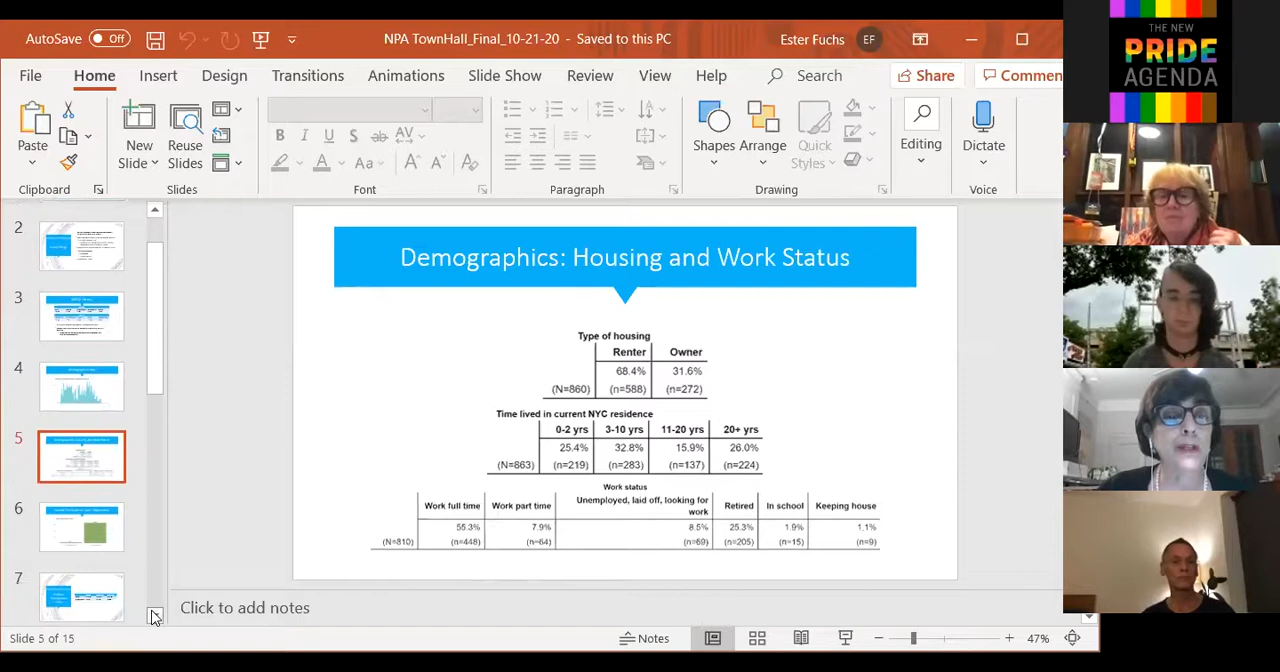 AutoSave Off
NPA TownHall_Final_10-21-20 - Saved to this PC
Ester Fuchs EF
File Home Insert Design Transitions Animations Slide Show Review View Help Search Share Commen
Paste
New Slide
Reuse Slides
B I U S ab AV
A Aa A A A
Shapes Arrange Quick Styles
Editing
Dictate
Clipboard Slides Font Paragraph Drawing Voice
2
3
4
5
6
7
Demographics: Housing and Work Status
Type of housing
Renter Owner
68.4% 31.6%
(N=860) (n=588) (n=272)
Time lived in current NYC residence
0-2 yrs 3-10 yrs 11-20 yrs 20+ yrs
25.4% 32.8% 15.9% 26.0%
(N=863) (n=219) (n=283) (n=137) (n=224)
Work status
Work full time Work part time Unemployed, laid off, looking for work Retired In school Keeping house
55.3% 7.9% 8.5% 25.3% 1.9% 1.1%
(N=810) (n=448) (n=64) (n=69) (n=205) (n=15) (n=9)
Click to add notes
Slide 5 of 15
Notes
47%
THE NEW
PRIDE
AGENDA